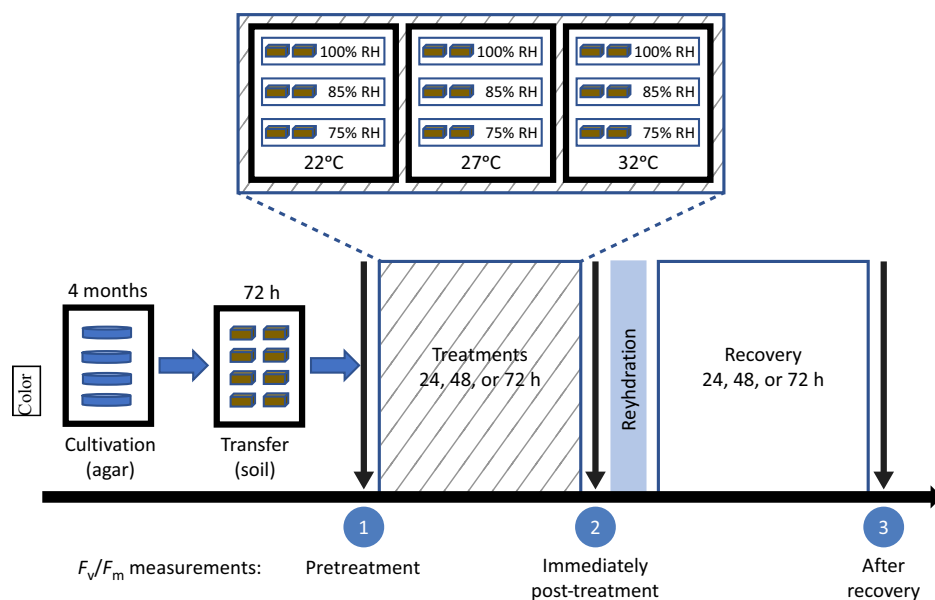 100% RH
85% RH
75% RH
22°C
100% RH
85% RH
75% RH
27°C
100% RH
85% RH
75% RH
32°C
4 months
72 h
Color
Cultivation
(agar)
Transfer
(soil)
Treatments
24, 48, or 72 h
Reyhdration
Recovery
24, 48, or 72 h
1
2
3
Fv/Fm measurements:
Pretreatment
Immediately
post-treatment
After
recovery